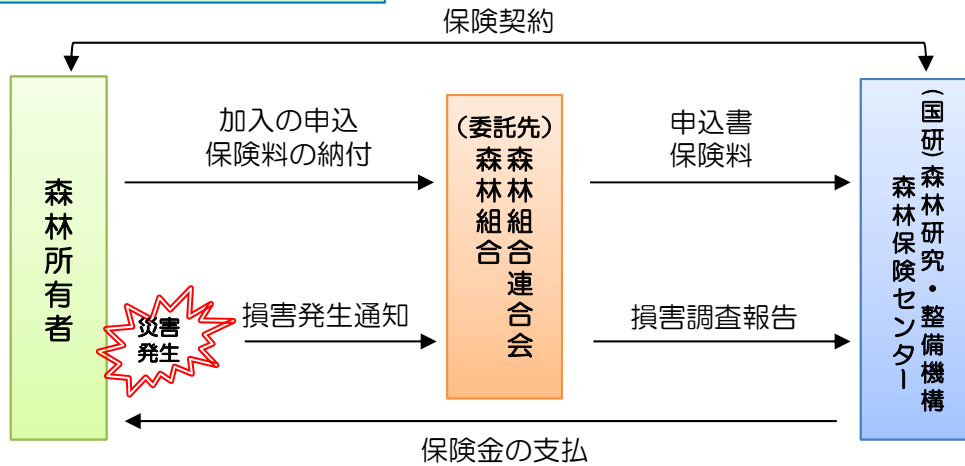 保険契約
森林所有者
加入の申込
保険料の納付
(委託先)
森林組合連合会
森林組合
申込書
保険料
(国研)森林研究・整備機構
森林保険センター
災害
発生
損害発生通知
損害調査報告
保険金の支払